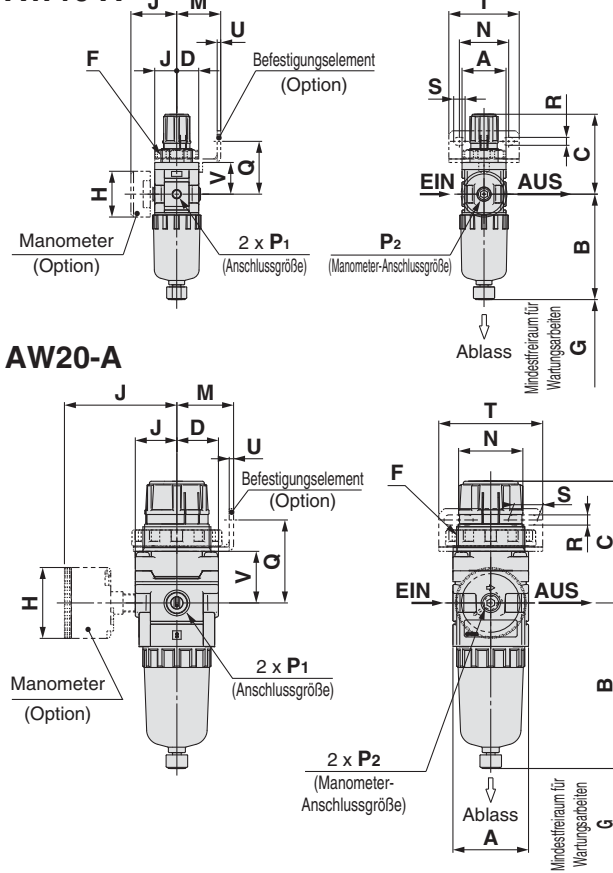 J M T
U N
F J D Befestigungselement A
(Option) S R
V Q C
H EIN AUS
Manometer 2 x P1 P2 B
(Option) (Anschlussgröße) (Manometer-Anschlussgröße)
Mindestfreiraum für
Wartungsarbeiten
G
Ablass
AW20-A
J M T
J D N
U
Befestigungselement F S
(Option) R C
V Q
H EIN AUS
2 x P1 B
Manometer (Anschlussgröße)
(Option)
2 x P2
(Manometer-
Anschlussgröße)
Ablass
A
Mindestfreiraum für
Wartungsarbeiten
G